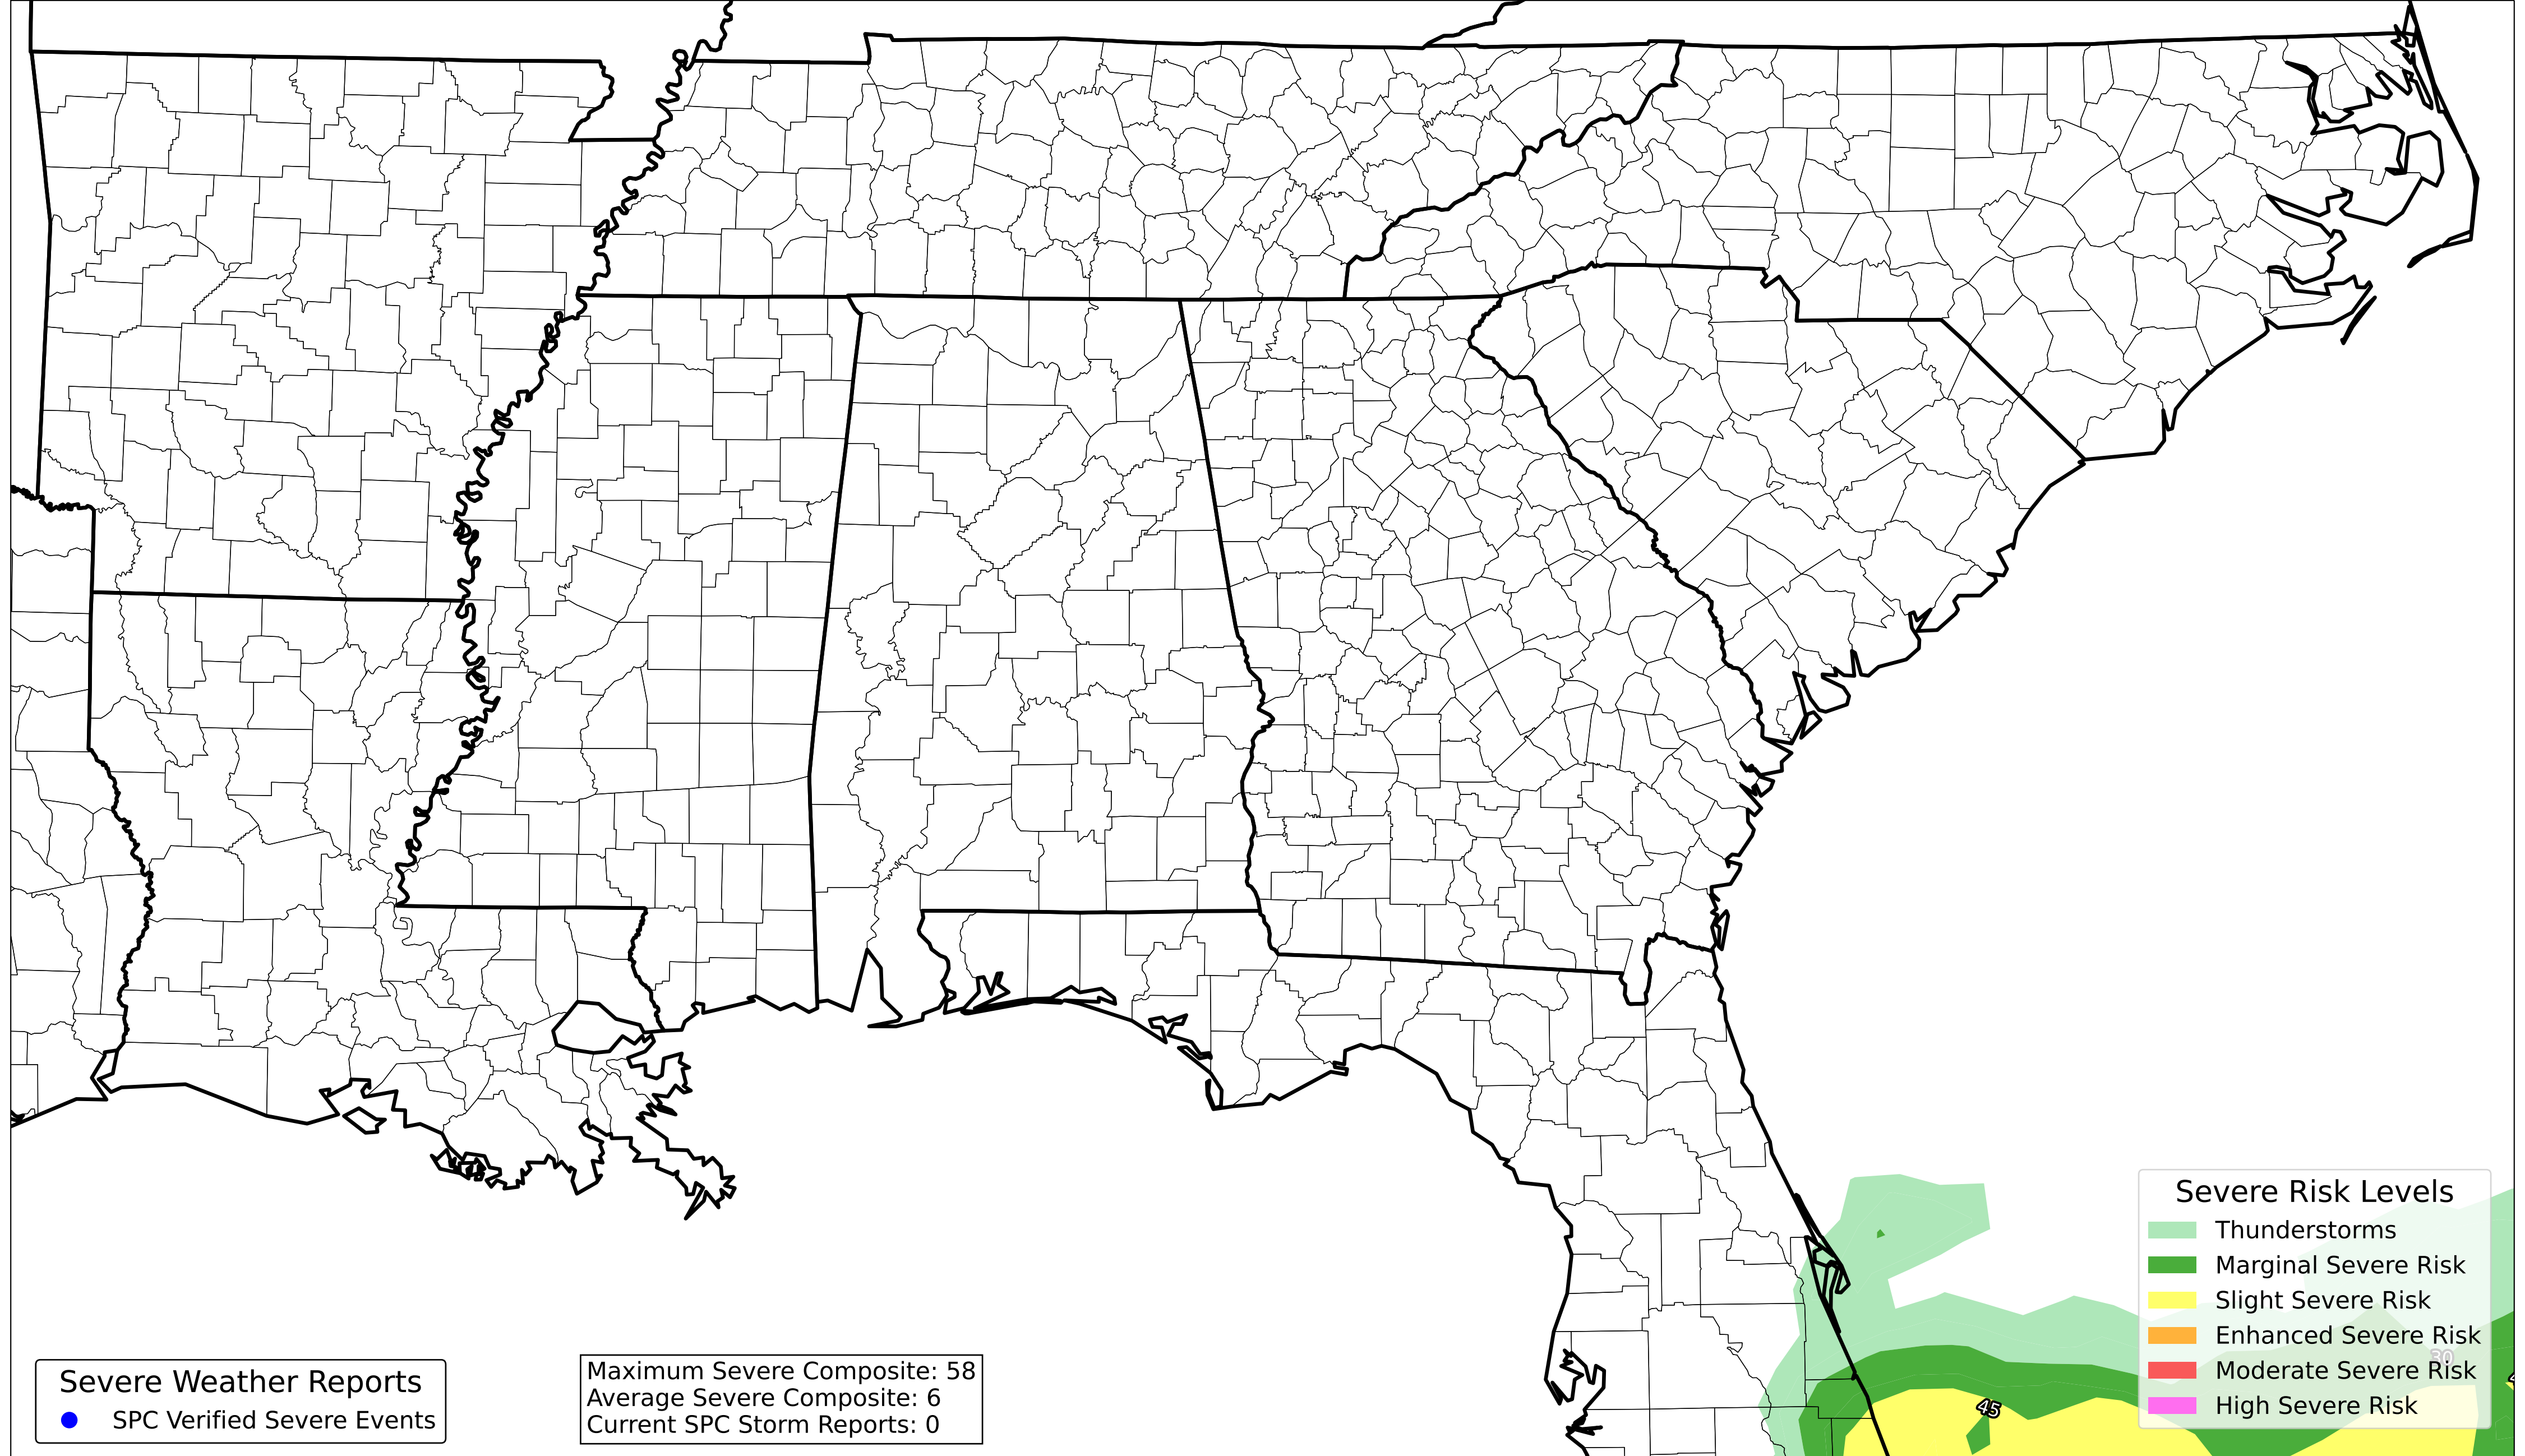 Severe Risk Levels
Thunderstorms
Marginal Severe Risk
Slight Severe Risk
Enhanced Severe Risk
30
Moderate Severe Risk
High Severe Risk
45
Severe Weather Reports
SPC Verified Severe Events
Maximum Severe Composite: 58
Average Severe Composite: 6
Current SPC Storm Reports: 0